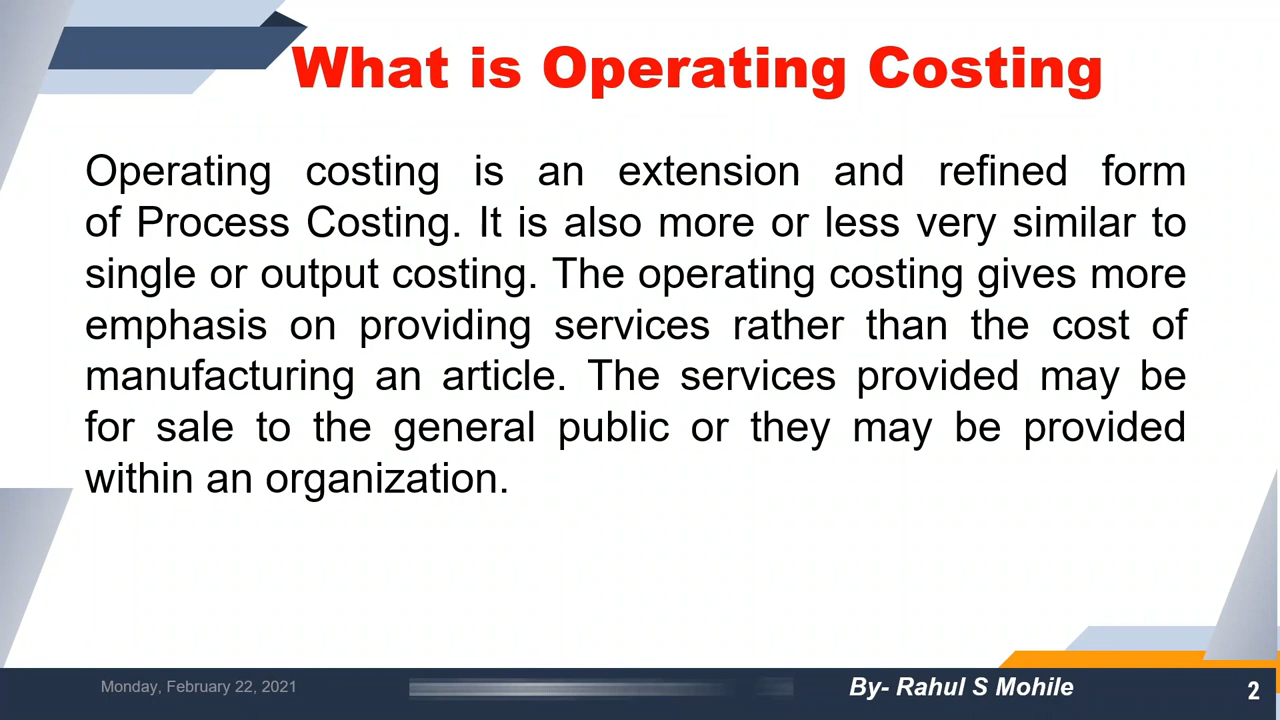 What is Operating Costing
Operating costing is an extension and refined form
of Process Costing. It is also more or less very similar to
single or output costing. The operating costing gives more
emphasis on providing services rather than the cost of
manufacturing an article. The services provided may be
for sale to the general public or they may be provided
within an organization.
Monday, February 22, 2021
By- Rahul S Mohile
2